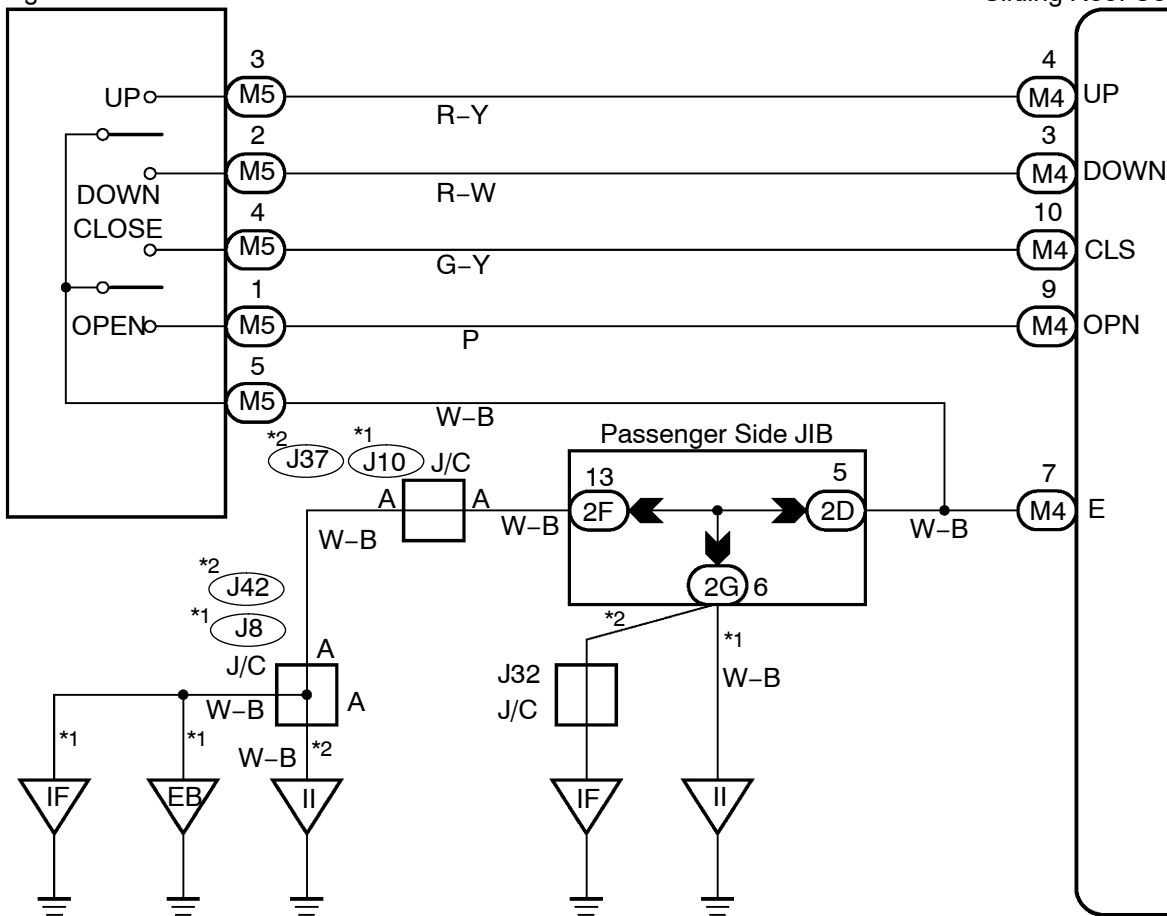 3
4
UP
M5
M4
UP
R–Y
2
3
M5
M4
DOWN
DOWN
R–W
CLOSE
4
10
M5
M4
CLS
G–Y
1
9
OPEN
M5
M4
OPN
P
5
M5
W–B
Passenger Side JIB
*2
J37
*1
J10
J/C
13
5
7
A
A
2F
2D
M4
E
W–B
W–B
W–B
*2
J42
2G
6
*1
J8
*2
*1
J/C
A
J32
W–B
A
J/C
W–B
*1
*1
W–B
*2
IF
EB
II
IF
II